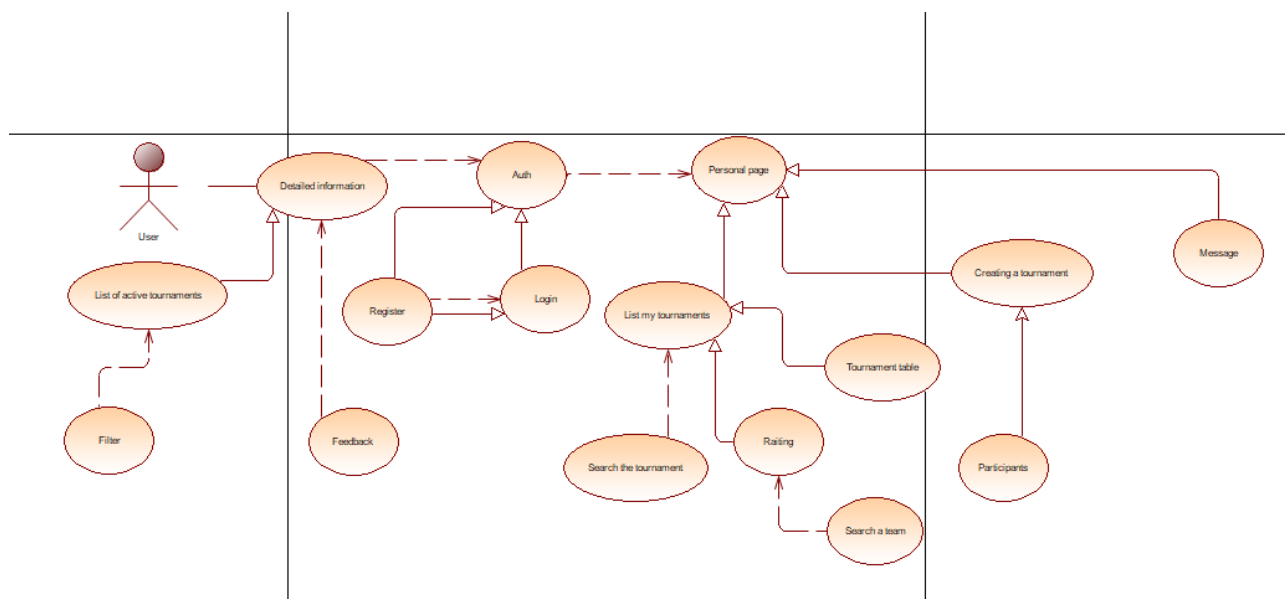 Detailed information
Auth
Personal page
User
Message
List of active tournaments
Register
Login
List my tournaments
Creating a tournament
Tournament table
Filter
Feedback
Search the tournament
Raiting
Participants
Search a team